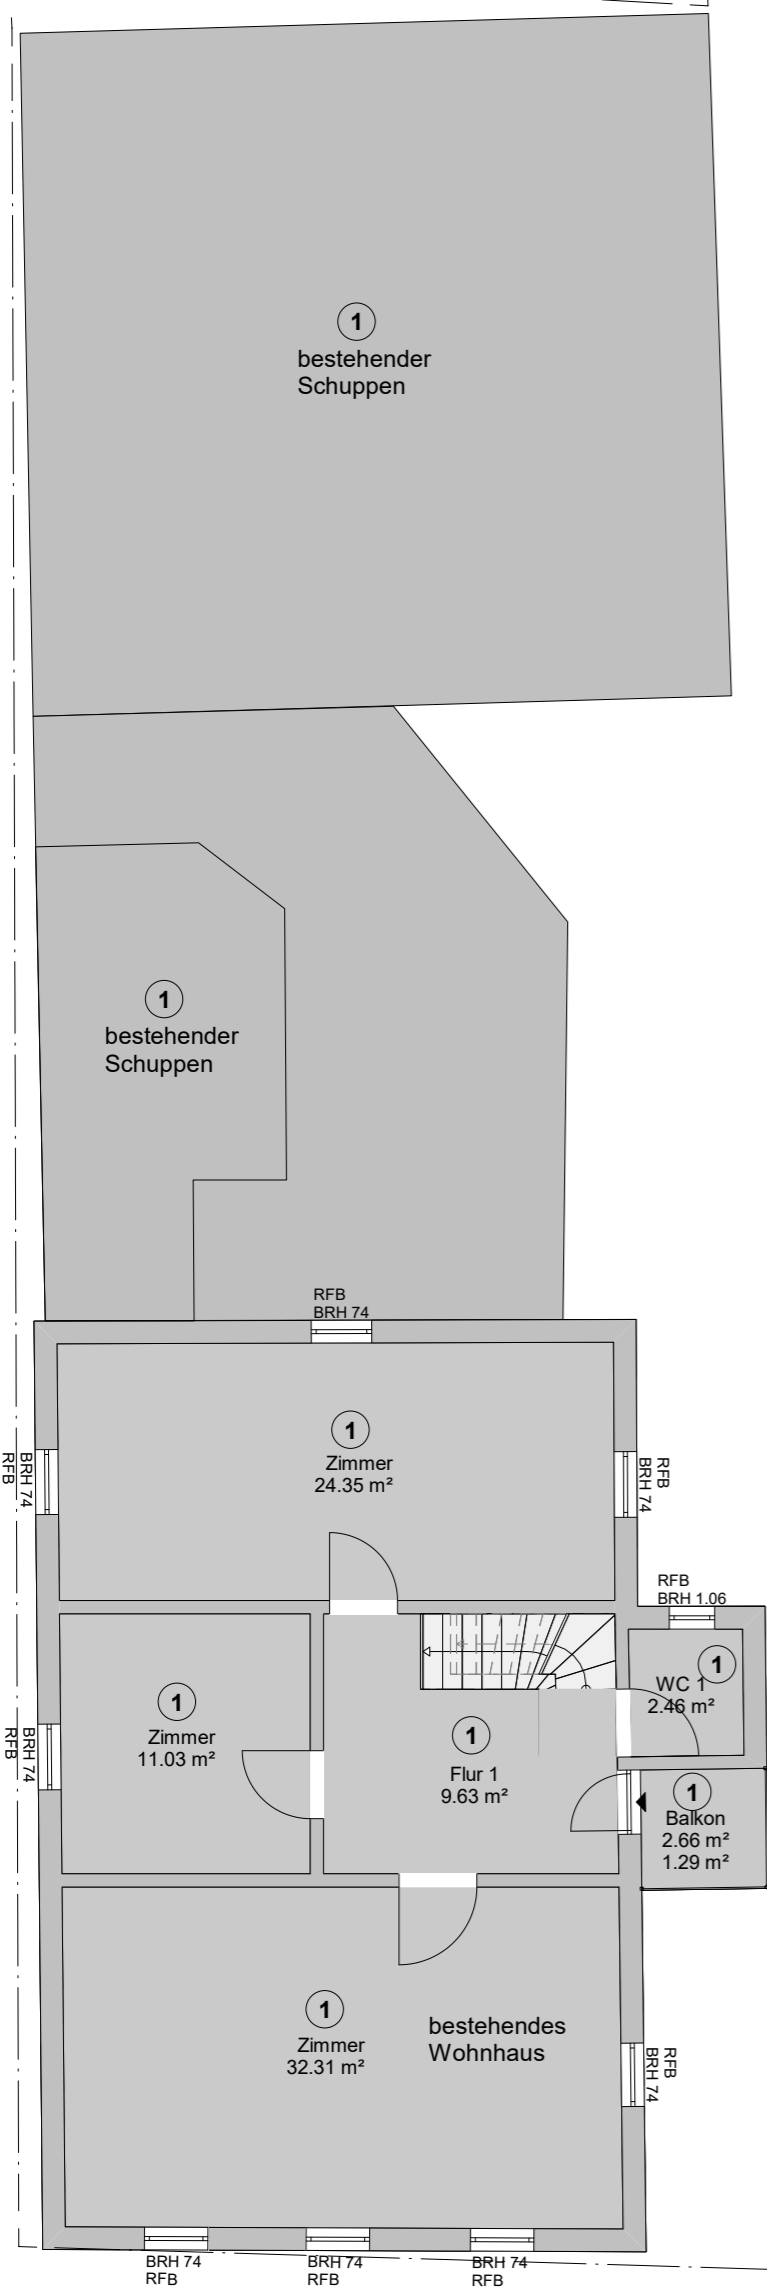 1
bestehender
Schuppen
1
bestehender
Schuppen
RFB
BRH 74
1
Zimmer
24.35 m²
BRH 74
RFB
RFB
BRH 74
RFB
BRH 1.06
1
WC 1
2.46 m²
1
Zimmer
11.03 m²
BRH 74
RFB
1
Flur 1
9.63 m²
1
Balkon
2.66 m²
1.29 m²
1
Zimmer
32.31 m²
bestehendes
Wohnhaus
RFB
BRH 74
BRH 74
RFB
BRH 74
RFB
BRH 74
RFB